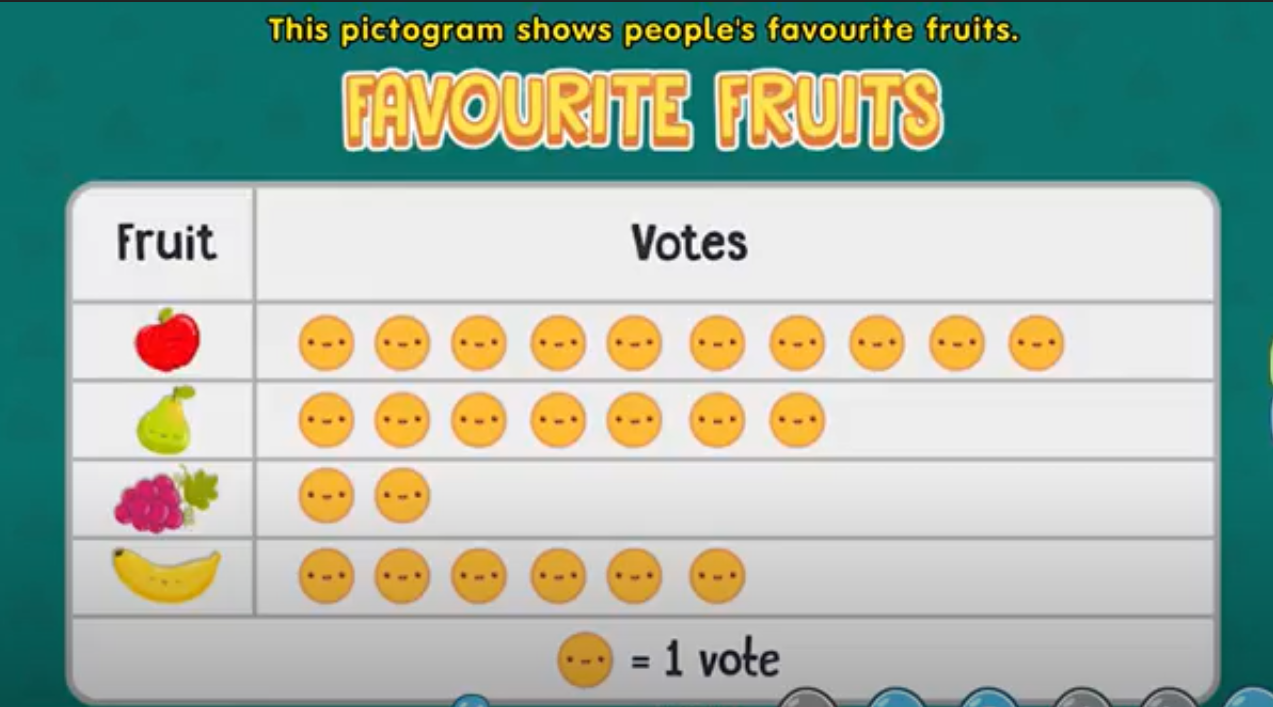 This pictogram shows people's favourite fruits.
FAVOURITE FRUITS
Fruit Votes
= 1 vote